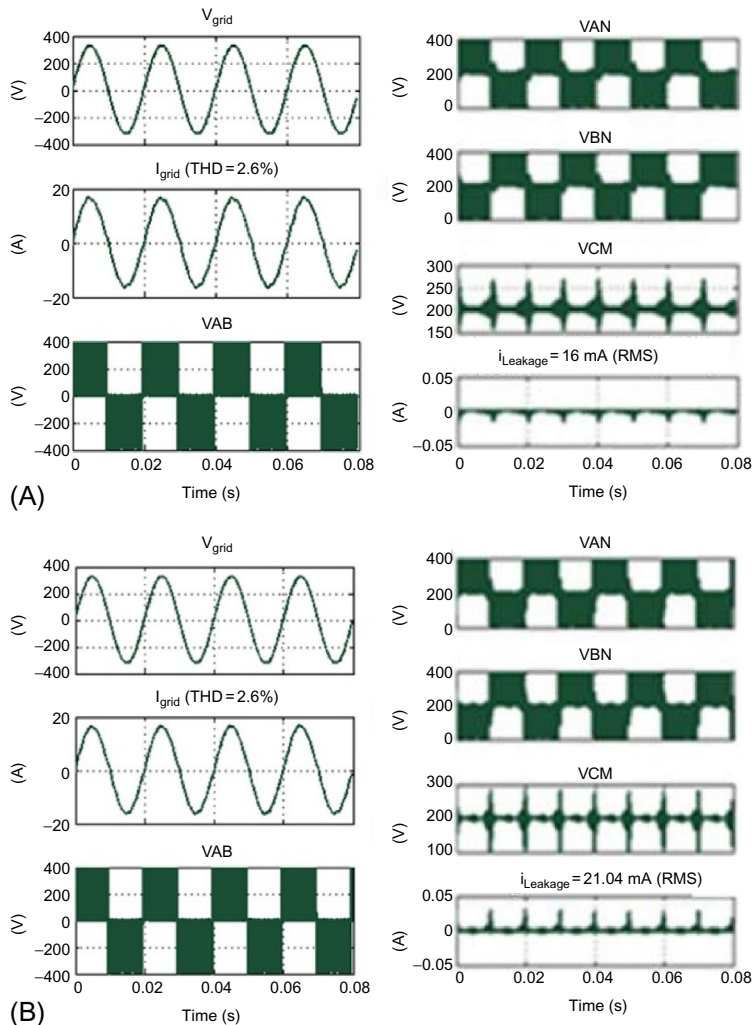 V_grid
400
200
0
−200
−400
(V)
I_grid (THD = 2.6%)
20
0
−20
(A)
VAB
400
200
0
−200
−400
(V)
0 0.02 0.04 0.06 0.08
Time (s)
VAN
400
200
0
(V)
VBN
400
200
0
(V)
VCM
300
250
200
150
(V)
i_Leakage = 16 mA (RMS)
0.05
0
−0.05
(A)
0 0.02 0.04 0.06 0.08
Time (s)
(A)
V_grid
400
200
0
−200
−400
(V)
I_grid (THD = 2.6%)
20
0
−20
(A)
VAB
400
200
0
−200
−400
(V)
0 0.02 0.04 0.06 0.08
Time (s)
VAN
400
200
0
(V)
VBN
400
200
0
(V)
VCM
300
200
100
(V)
i_Leakage = 21.04 mA (RMS)
0.05
0
−0.05
(A)
0 0.02 0.04 0.06 0.08
Time (s)
(B)